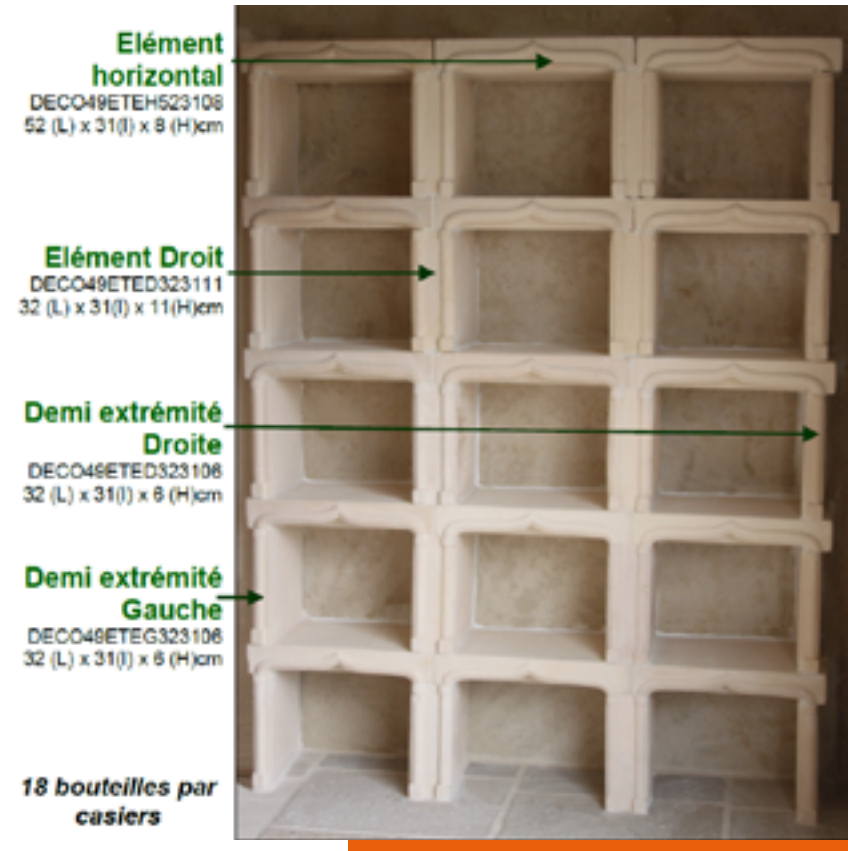 Elément
horizontal
DECO49ETEH523108
52 (L) x 31(l) x 8 (H)cm
Elément Droit
DECO49ETED323111
32 (L) x 31(l) x 11(H)cm
Demi extrémité
Droite
DECO49ETED323106
32 (L) x 31(l) x 6 (H)cm
Demi extrémité
Gauche
DECO49ETEG323106
32 (L) x 31(l) x 6 (H)cm
18 bouteilles par
casiers